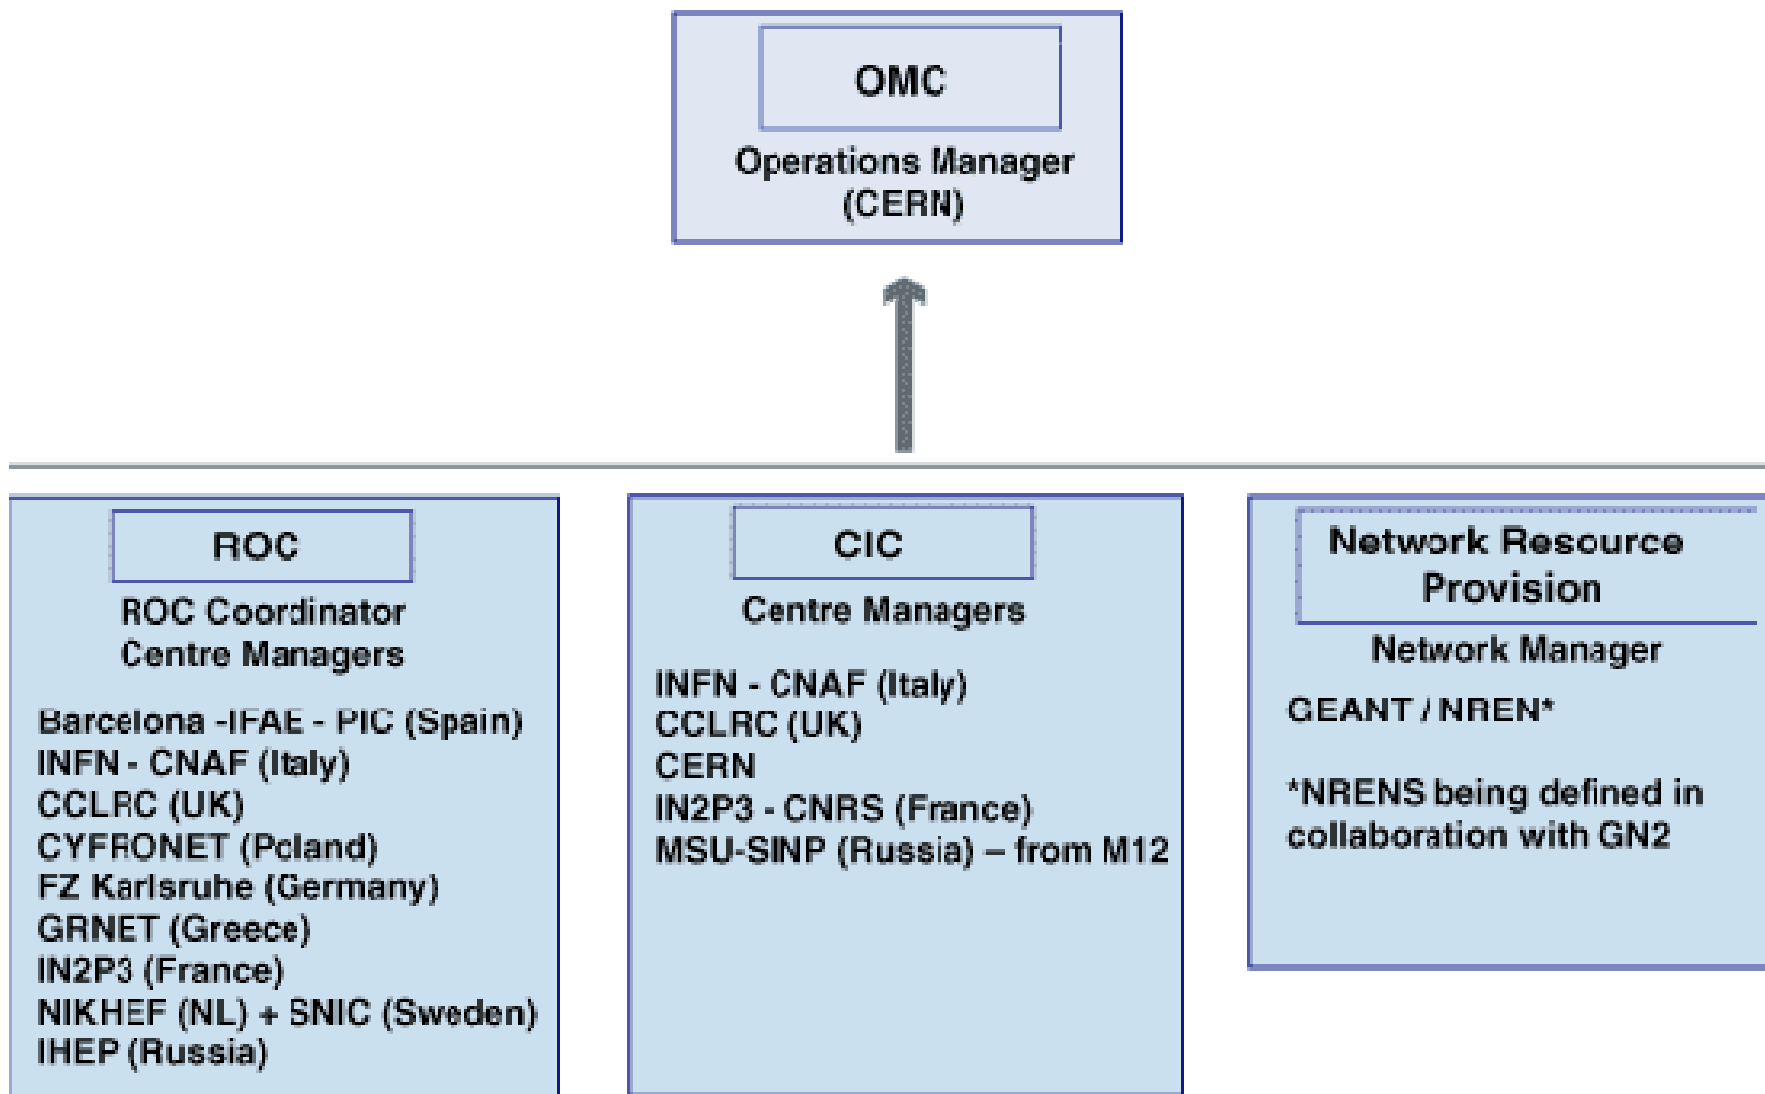 OMC
Operations Manager
(CERN)
ROC
ROC Coordinator
Centre Managers
Barcelona -IFAE - PIC (Spain)
INFN - CNAF (Italy)
CCLRC (UK)
CYFRONET (Poland)
FZ Karlsruhe (Germany)
GRNET (Greece)
IN2P3 (France)
NIKHEF (NL) + SNIC (Sweden)
IHEP (Russia)
CIC
Centre Managers
INFN - CNAF (Italy)
CCLRC (UK)
CERN
IN2P3 - CNRS (France)
MSU-SINP (Russia) – from M12
Network Resource
Provision
Network Manager
GEANT / NREN*
*NRENS being defined in
collaboration with GN2